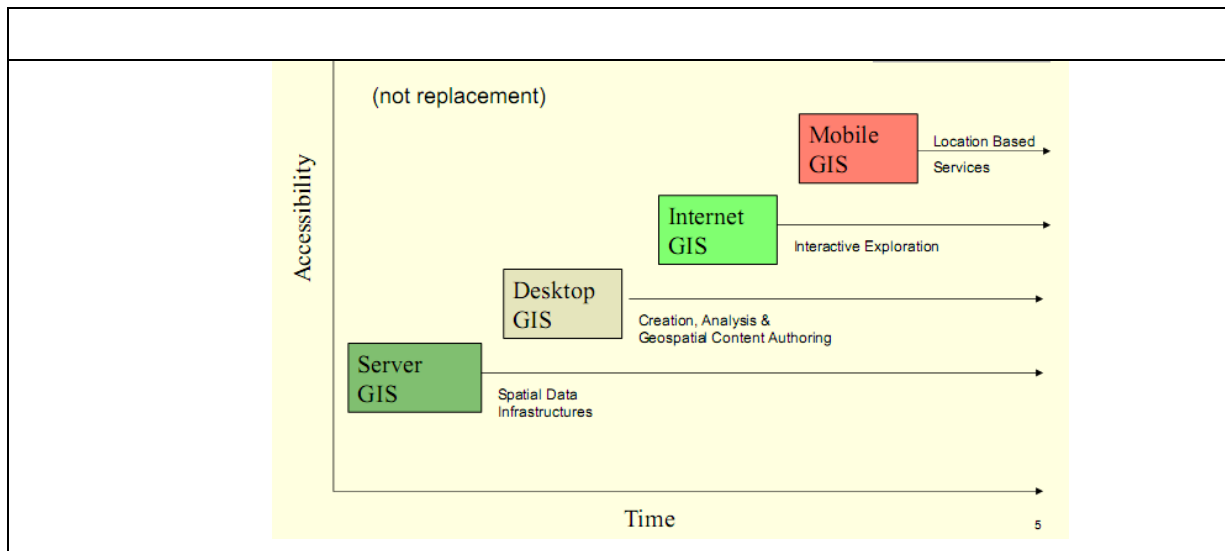 (not replacement)
Accessibility
Mobile
GIS
Location Based
Services
Internet
GIS
Interactive Exploration
Desktop
GIS
Creation, Analysis &
Geospatial Content Authoring
Server
GIS
Spatial Data
Infrastructures
Time
5